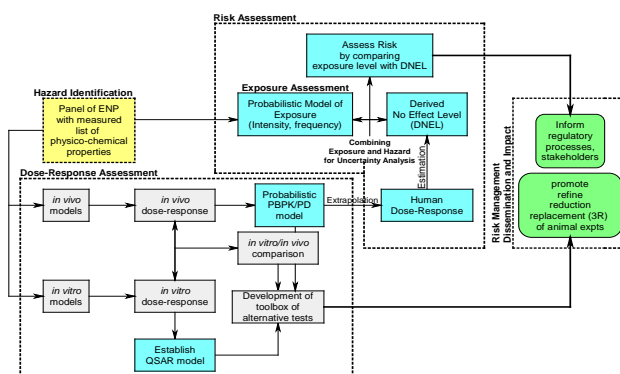 Risk Assessment
Assess Risk
by comparing
exposure level with DNEL
Hazard Identification
Panel of ENP
with measured
list of
physico-chemical
properties
Exposure Assessment
Probabilistic Model of
Exposure
(Intensity, frequency)
Derived
No Effect Level
(DNEL)
Combining
Exposure and Hazard
for Uncertainty Analysis
Estimation
Inform
regulatory
processes,
stakeholders
promote
refine
reduction
replacement (3R)
of animal expts
Risk Management
Dissemination and Impact
Dose-Response Assessment
in vivo
models
in vivo
dose-response
Probabilistic
PBPK/PD
model
Extrapolation
Human
Dose-Response
in vitro/in vivo
comparison
in vitro
models
in vitro
dose-response
Development of
toolbox of
alternative tests
Establish
QSAR model